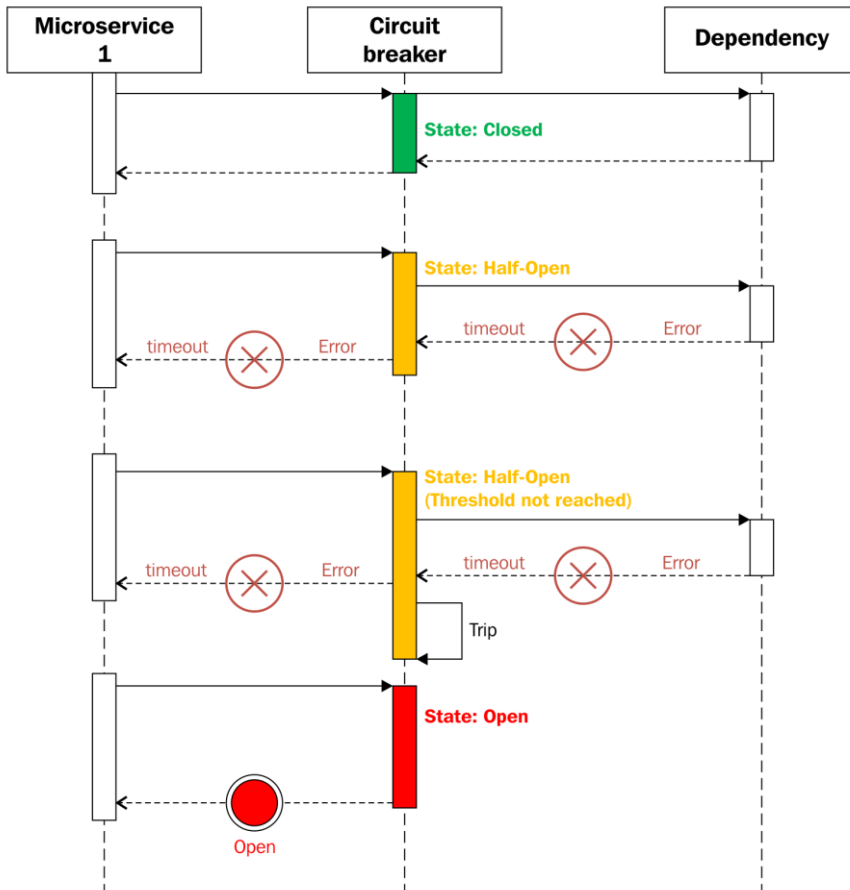 Microservice
1
Circuit
breaker
Dependency
State: Closed
State: Half-Open
timeout
Error
timeout
Error
State: Half-Open
(Threshold not reached)
timeout
Error
timeout
Error
Trip
State: Open
Open